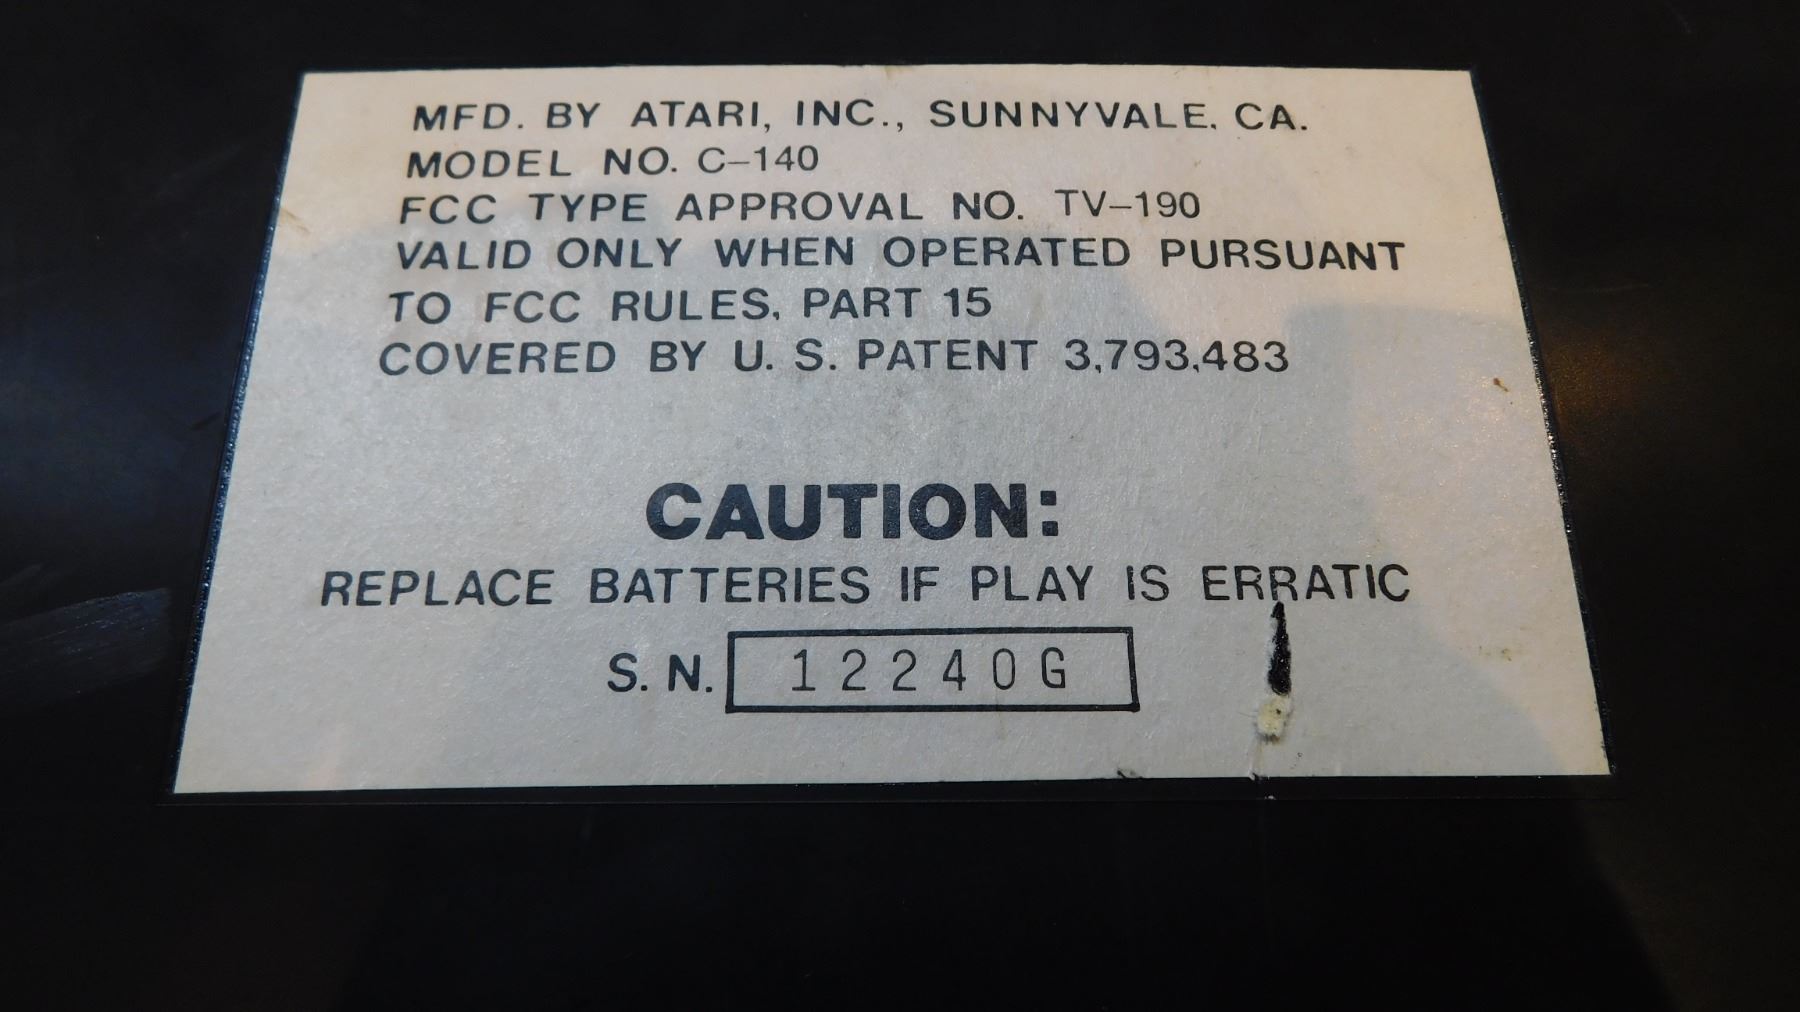 MFD. BY ATARI, INC., SUNNYVALE, CA.
MODEL NO. C-140
FCC TYPE APPROVAL NO. TV-190
VALID ONLY WHEN OPERATED PURSUANT
TO FCC RULES, PART 15
COVERED BY U. S. PATENT 3,793,483
CAUTION:
REPLACE BATTERIES IF PLAY IS ERRATIC
S. N. 12240G